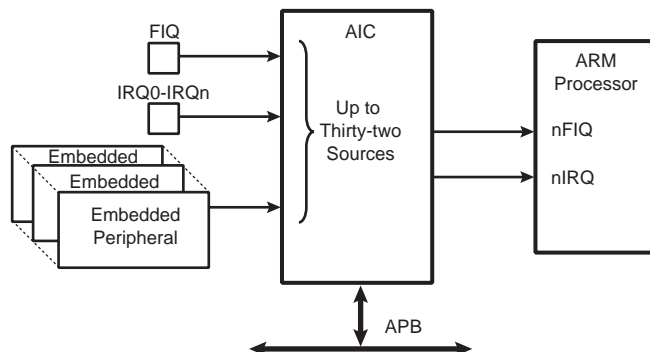 FIQ
IRQ0-IRQn
Embedded
Embedded
Embedded
Peripheral
AIC
Up to
Thirty-two
Sources
ARM
Processor
nFIQ
nIRQ
APB